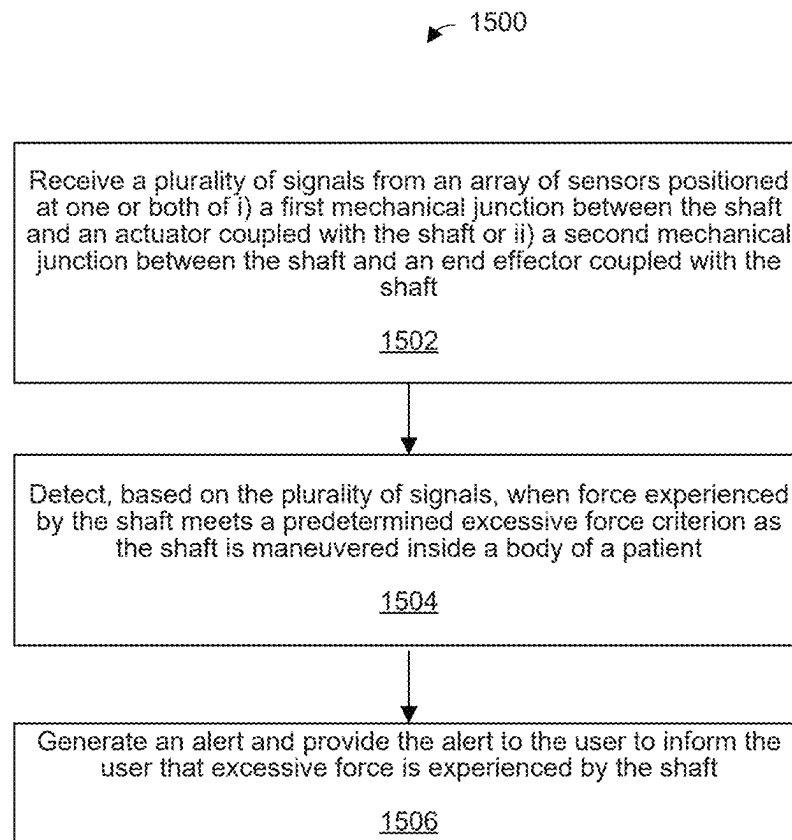 1500
Receive a plurality of signals from an array of sensors positioned
at one or both of i) a first mechanical junction between the shaft
and an actuator coupled with the shaft or ii) a second mechanical
junction between the shaft and an end effector coupled with the
shaft
1502
Detect, based on the plurality of signals, when force experienced
by the shaft meets a predetermined excessive force criterion as
the shaft is maneuvered inside a body of a patient
1504
Generate an alert and provide the alert to the user to inform the
user that excessive force is experienced by the shaft
1506